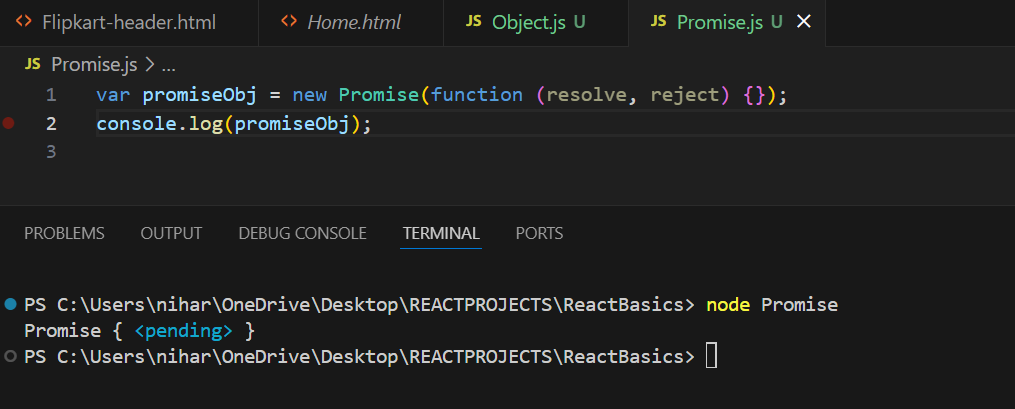 <> Flipkart-header.html <> Home.html JS Object.js U JS Promise.js U ×
JS Promise.js > ...
1 var promiseObj = new Promise(function (resolve, reject) {});
2 console.log(promiseObj);
3
PROBLEMS OUTPUT DEBUG CONSOLE TERMINAL PORTS
PS C:\Users\nihar\OneDrive\Desktop\REACTPROJECTS\ReactBasics> node Promise
Promise { <pending> }
PS C:\Users\nihar\OneDrive\Desktop\REACTPROJECTS\ReactBasics>